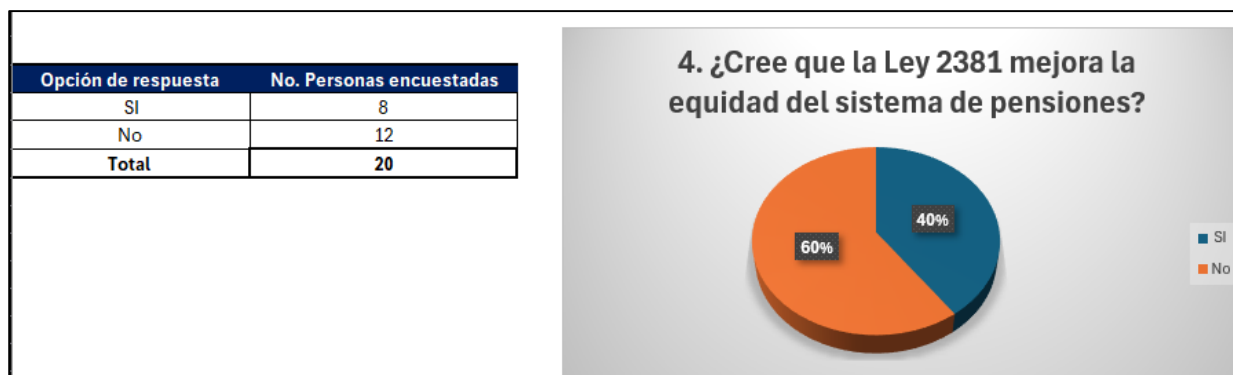 Opción de respuesta No. Personas encuestadas
SI 8
No 12
Total 20
4. ¿Cree que la Ley 2381 mejora la
equidad del sistema de pensiones?
40%
60%
SI
No